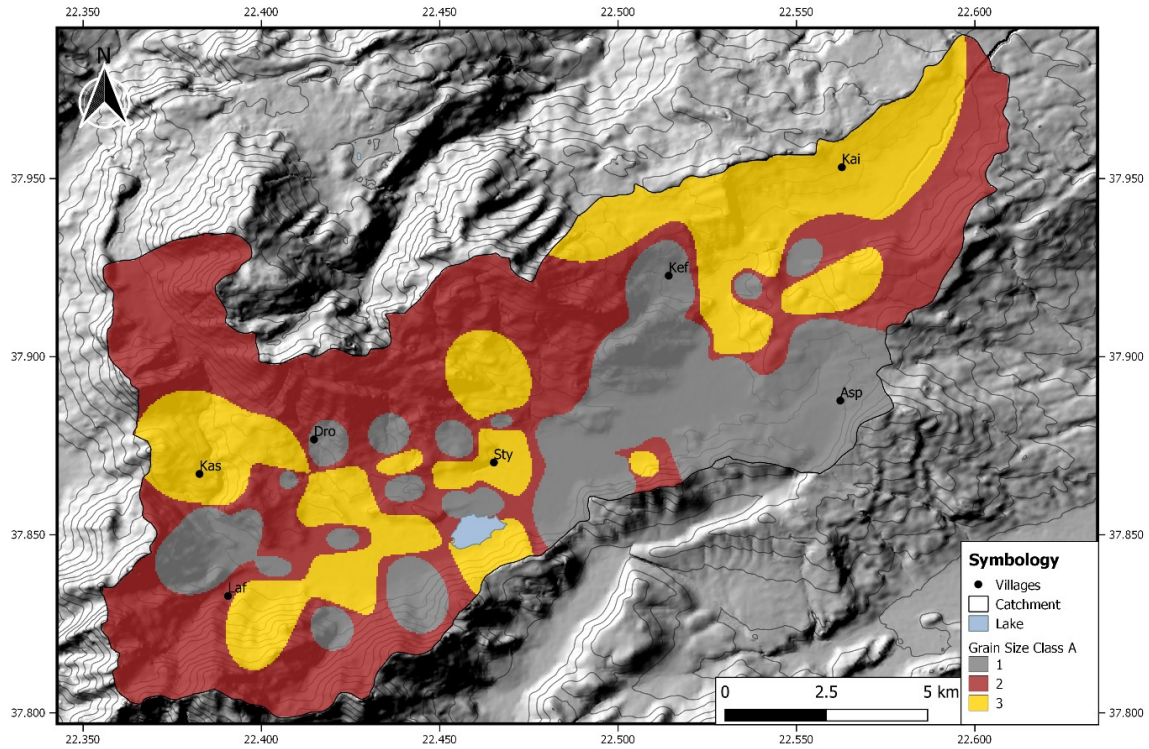 22.350 22.400 22.450 22.500 22.550 22.600
N
37.950 37.950
Kai
Kef
37.900 37.900
Asp
Dro
Sty
Kas
37.850 37.850
Laf
Symbology
Villages
Catchment
Lake
Grain Size Class A
1
2
3
0 2.5 5 km
37.800 37.800
22.350 22.400 22.450 22.500 22.550 22.600